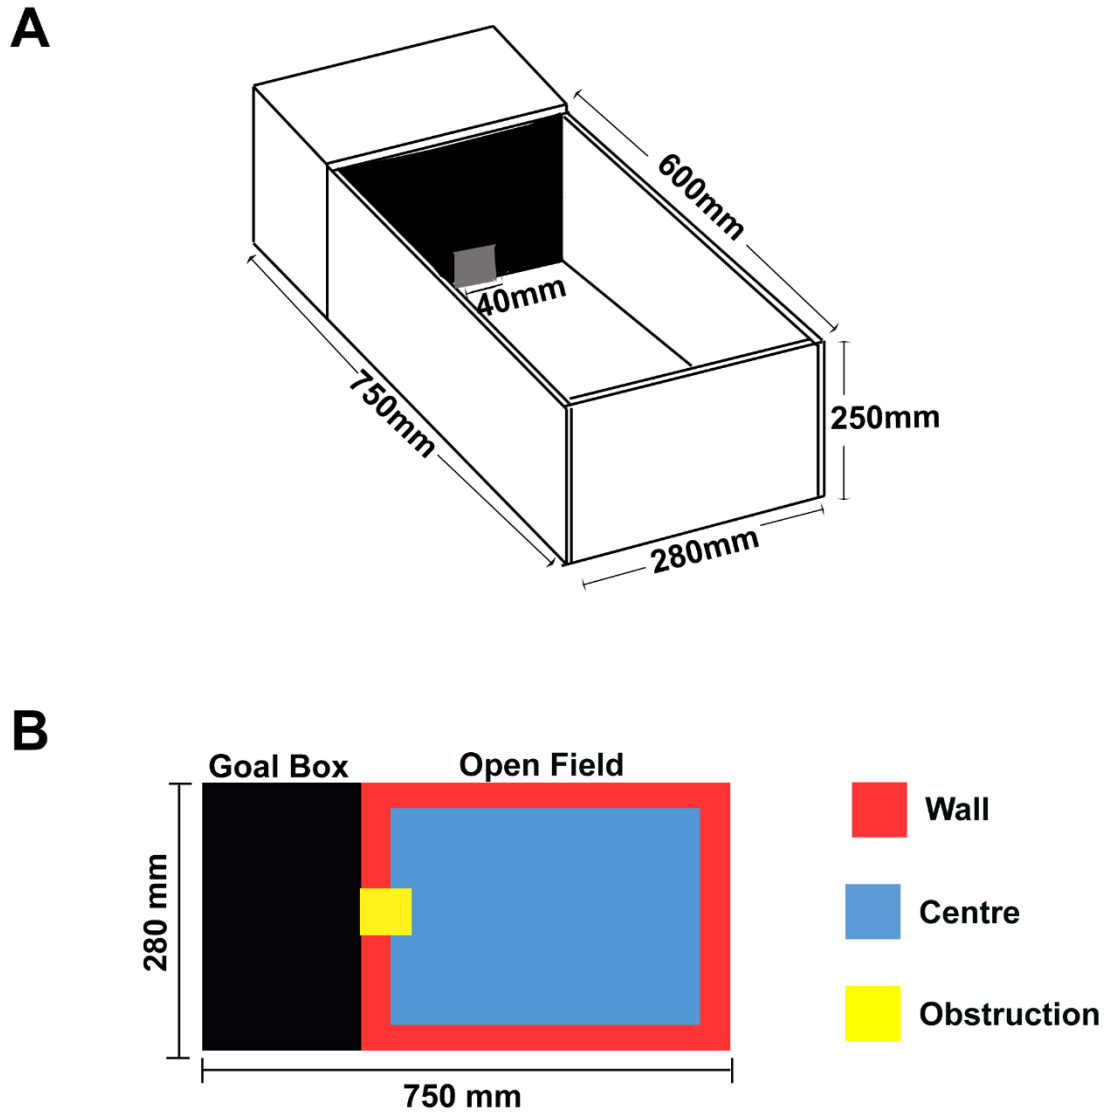 A
600mm
40mm
750mm
250mm
280mm
B
Goal Box
Open Field
280 mm
750 mm
Wall
Centre
Obstruction